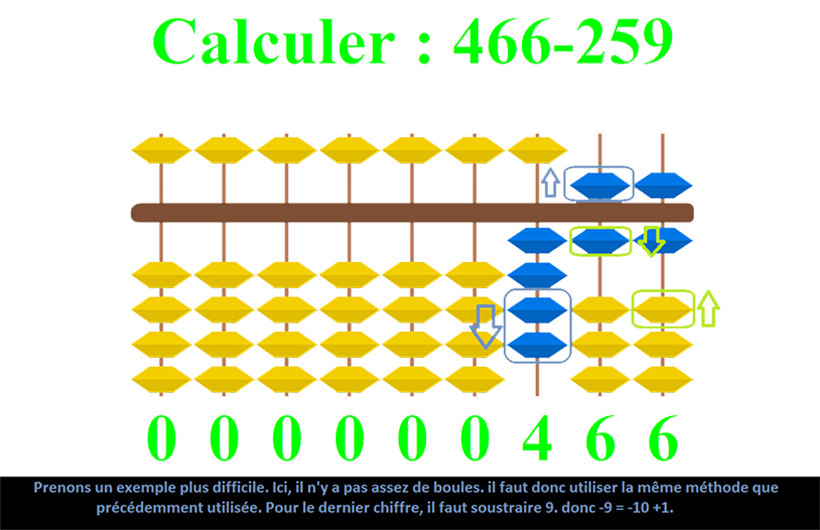 Calculer : 466-259
0 0 0 0 0 0 4 6 6
Prenons un exemple plus difficile. Ici, il n'y a pas assez de boules. il faut donc utiliser la même méthode que
précédemment utilisée. Pour le dernier chiffre, il faut soustraire 9. donc -9 = -10 +1.